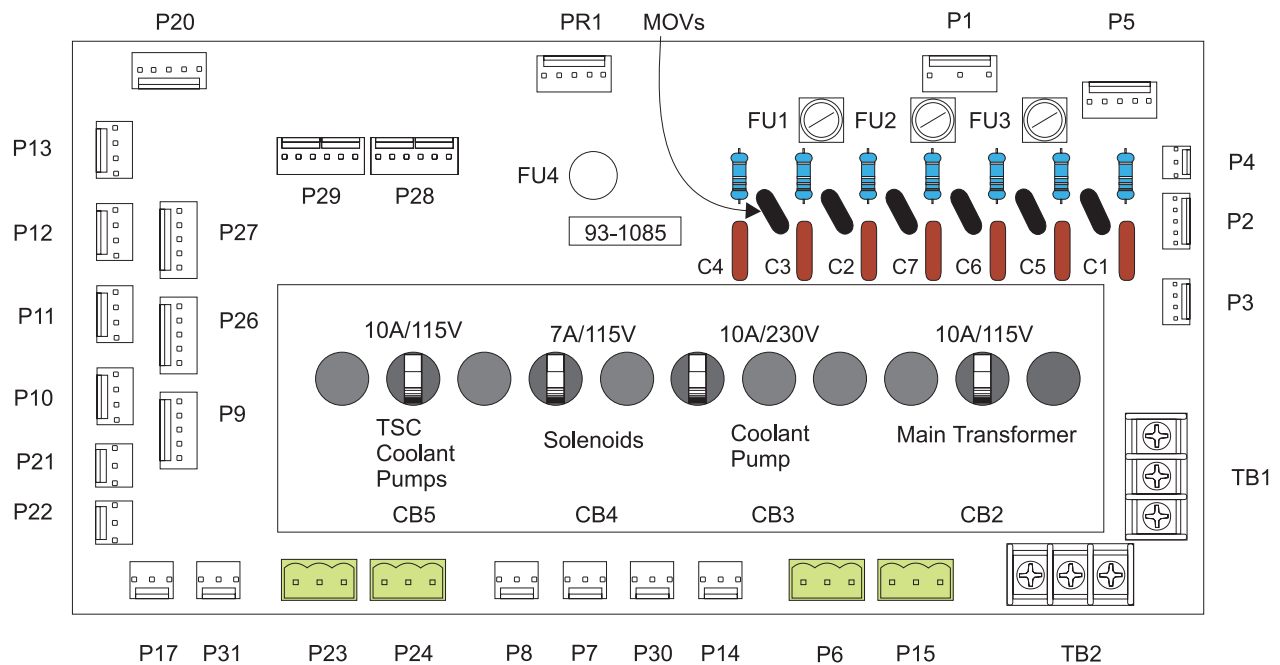 P20
PR1
MOVs
P1
P5
P13
FU1
FU2
FU3
P29
P28
FU4
P4
P12
P27
93-1085
P2
C4
C3
C2
C7
C6
C5
C1
P11
P26
P3
10A/115V
7A/115V
10A/230V
10A/115V
P10
P9
TSC
Coolant
Pumps
Solenoids
Coolant
Pump
Main Transformer
P21
TB1
P22
CB5
CB4
CB3
CB2
P17
P31
P23
P24
P8
P7
P30
P14
P6
P15
TB2